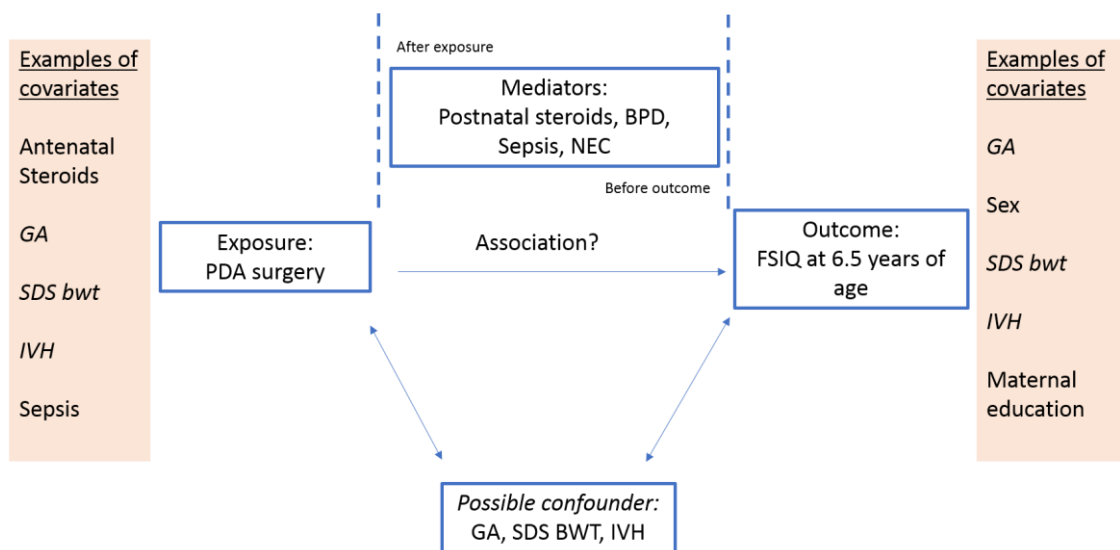 Examples of
covariates
Antenatal
Steroids
GA
SDS bwt
IVH
Sepsis
After exposure
Mediators:
Postnatal steroids, BPD,
Sepsis, NEC
Before outcome
Exposure:
PDA surgery
Association?
Outcome:
FSIQ at 6.5 years of
age
Possible confounder:
GA, SDS BWT, IVH
Examples of
covariates
GA
Sex
SDS bwt
IVH
Maternal
education